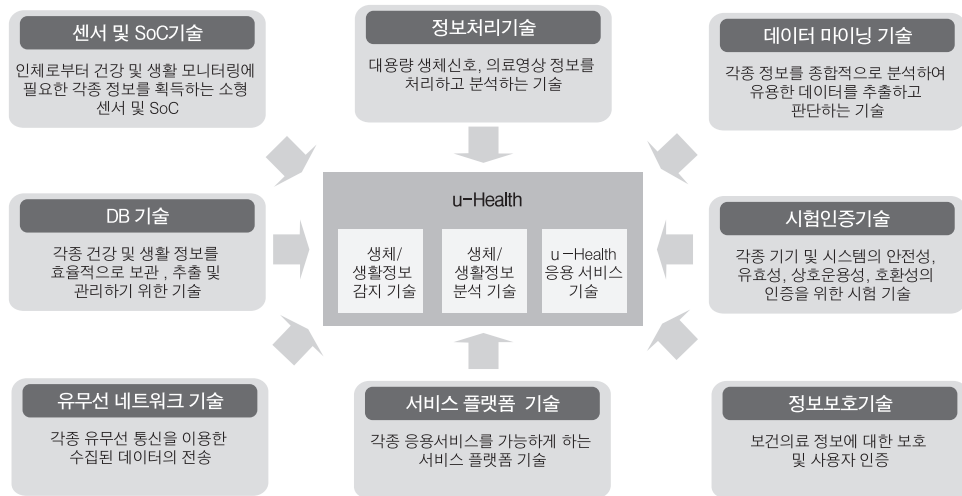 센서 및 SoC기술
인체로부터 건강 및 생활 모니터링에
필요한 각종 정보를 획득하는 소형
센서 및 SoC
정보처리기술
대용량 생체신호, 의료영상 정보를
처리하고 분석하는 기술
데이터 마이닝 기술
각종 정보를 종합적으로 분석하여
유용한 데이터를 추출하고
판단하는 기술
DB 기술
각종 건강 및 생활 정보를
효율적으로 보관 , 추출 및
관리하기 위한 기술
u-Health
생체/
생활정보
감지 기술
생체/
생활정보
분석 기술
u-Health
응용 서비스
기술
시험인증기술
각종 기기 및 시스템의 안전성,
유효성, 상호운용성, 호환성의
인증을 위한 시험 기술
유무선 네트워크 기술
각종 유무선 통신을 이용한
수집된 데이터의 전송
서비스 플랫폼 기술
각종 응용서비스를 가능하게 하는
서비스 플랫폼 기술
정보보호기술
보건의료 정보에 대한 보호
및 사용자 인증